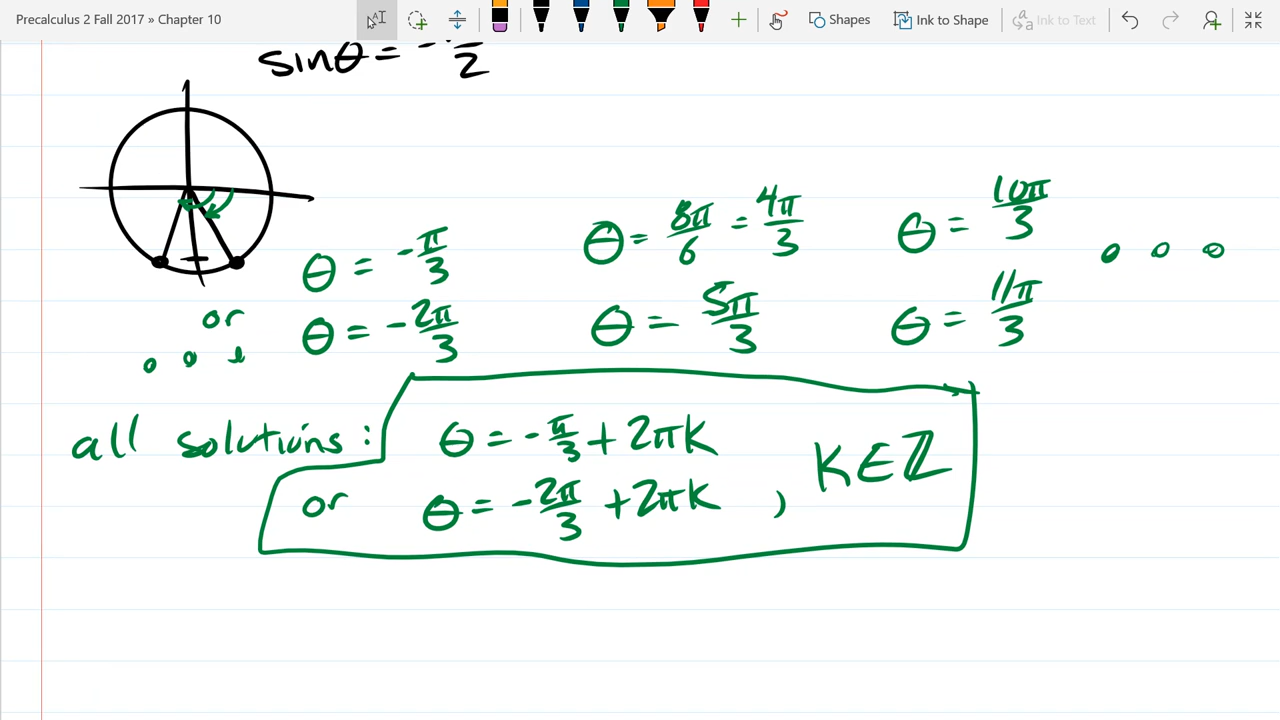 Precalculus 2 Fall 2017 » Chapter 10
Shapes
Ink to Shape
Ink to Text
sinθ = - /2
θ = -π/3
θ = 8π/6 = 4π/3
θ = 10π/3
or
θ = -2π/3
θ = 5π/3
θ = 11π/3
all solutions: θ = -π/3 + 2πK
or θ = -2π/3 + 2πK, K∈ℤ